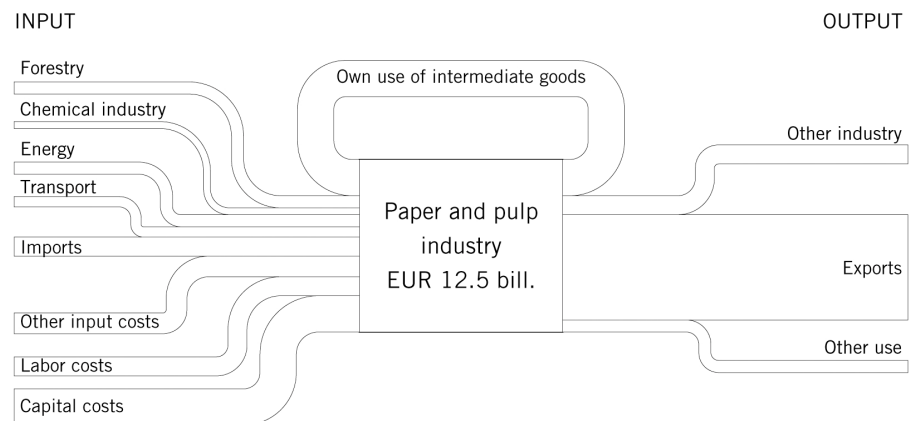 INPUT
OUTPUT
Forestry
Own use of intermediate goods
Chemical industry
Other industry
Energy
Transport
Paper and pulp
industry
EUR 12.5 bill.
Imports
Exports
Other input costs
Other use
Labor costs
Capital costs